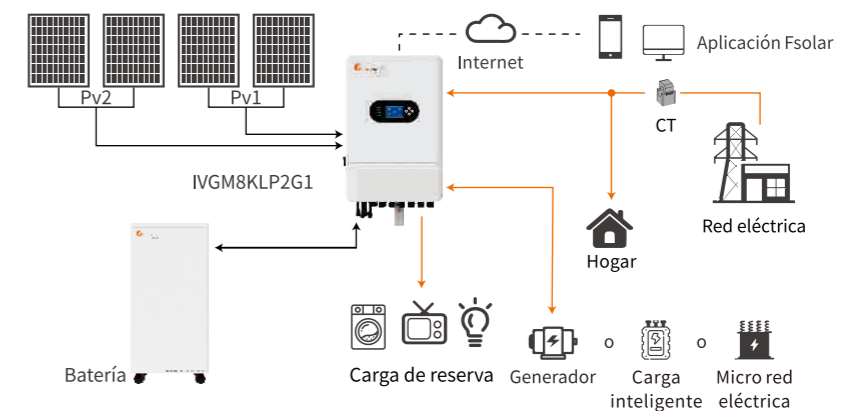 Internet
Aplicación Fsolar
Pv2
Pv1
CT
IVGM8KLP2G1
Red eléctrica
Hogar
Batería
Carga de reserva
Generador
o
Carga
inteligente
o
Micro red
eléctrica